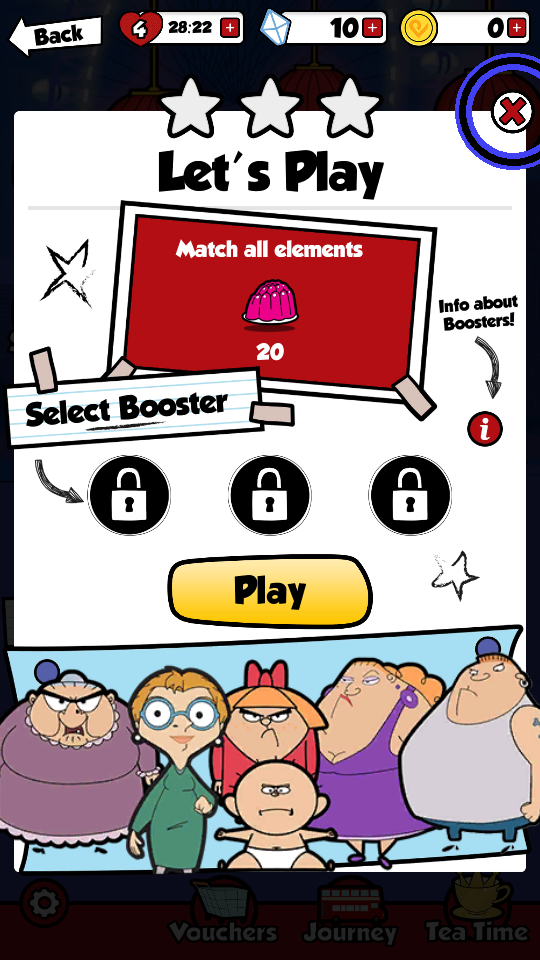 Back
4
28:22
10
0
Let's Play
Match all elements
20
Info about
Boosters!
Select Booster
i
Play
Vouchers
Journey
Tea Time